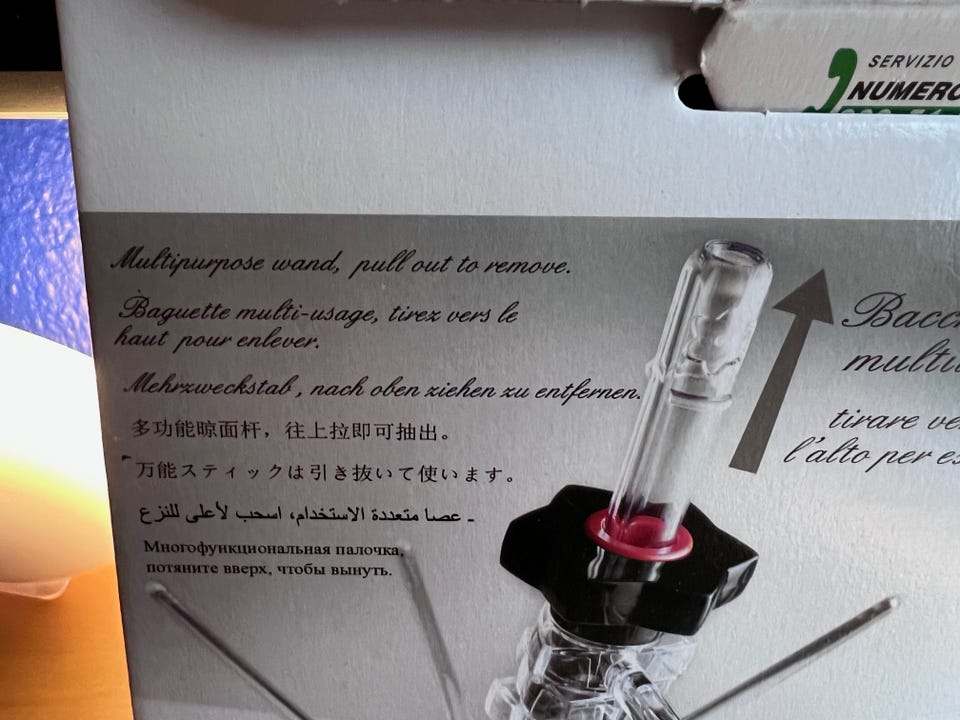 SERVIZIO
NUMERO
Multipurpose wand, pull out to remove.
Baguette multi-usage, tirez vers le
haut pour enlever.
Mehrzweckstab, nach oben ziehen zu entfernen.
多功能晾面杆，往上拉即可抽出。
万能スティックは引き抜いて使います。
عصا متعددة الاستخدام، اسحب لأعلى للنزع -
Многофункциональная палочка,
потяните вверх, чтобы вынуть.
tirare
l'alto per